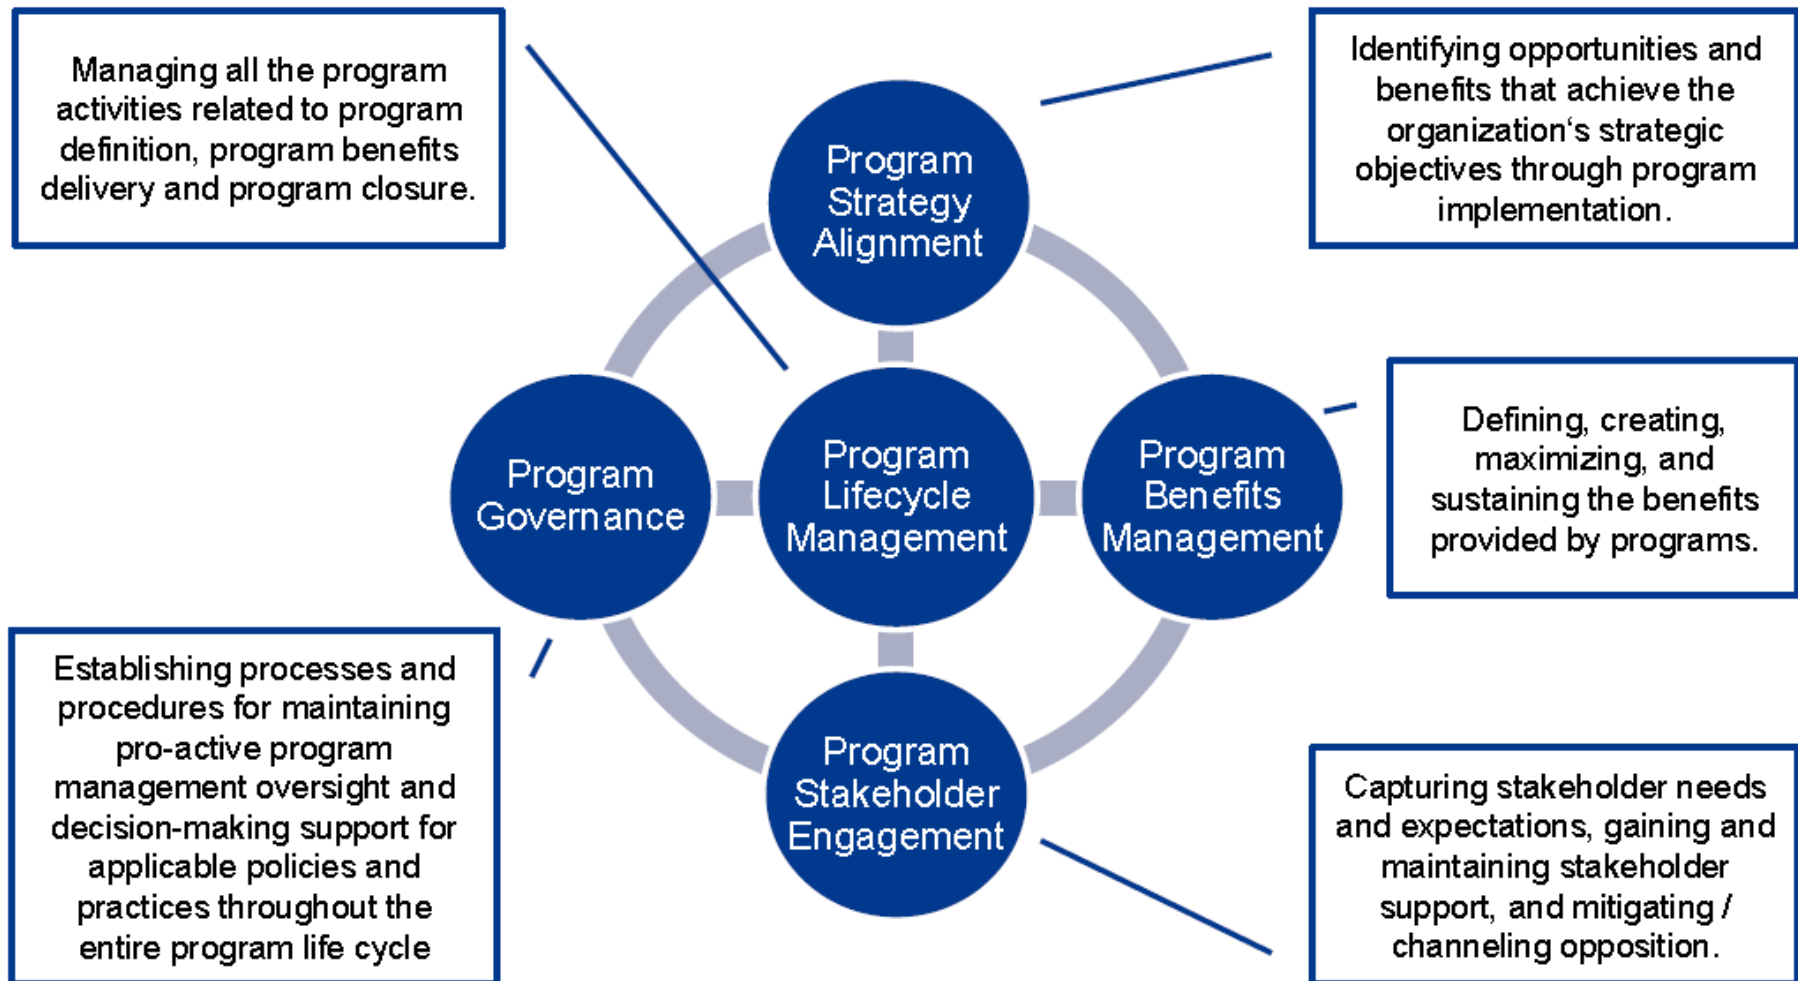 Managing all the program
activities related to program
definition, program benefits
delivery and program closure.
Identifying opportunities and
benefits that achieve the
organization‘s strategic
objectives through program
implementation.
Program
Strategy
Alignment
Program
Governance
Program
Lifecycle
Management
Program
Benefits
Management
Defining, creating,
maximizing, and
sustaining the benefits
provided by programs.
Establishing processes and
procedures for maintaining
pro-active program
management oversight and
decision-making support for
applicable policies and
practices throughout the
entire program life cycle
Program
Stakeholder
Engagement
Capturing stakeholder needs
and expectations, gaining and
maintaining stakeholder
support, and mitigating /
channeling opposition.